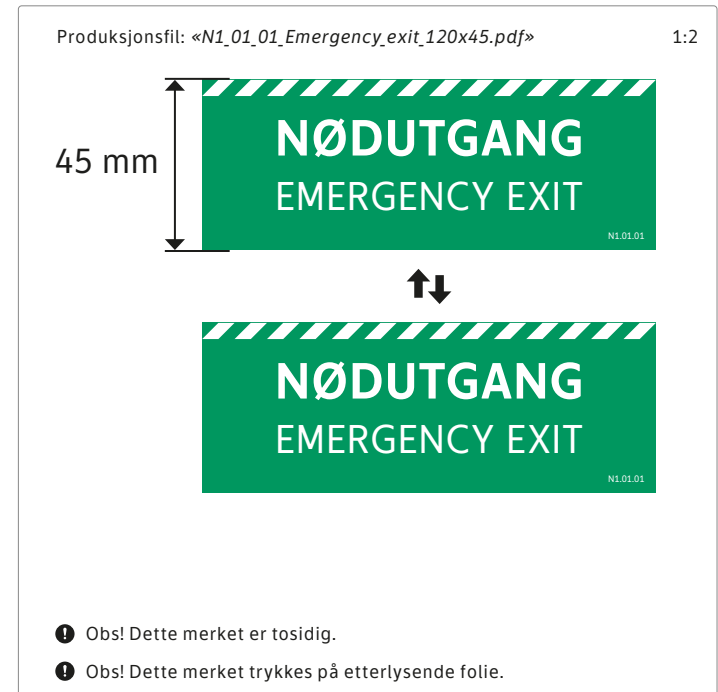 Produksjonsfil: «N1_01_01_Emergency_exit_120x45.pdf» 1:2
45 mm
NØDUTGANG
EMERGENCY EXIT
N1.01.01
NØDUTGANG
EMERGENCY EXIT
N1.01.01
Obs! Dette merket er tosidig.
Obs! Dette merket trykkes på etterlysende folie.